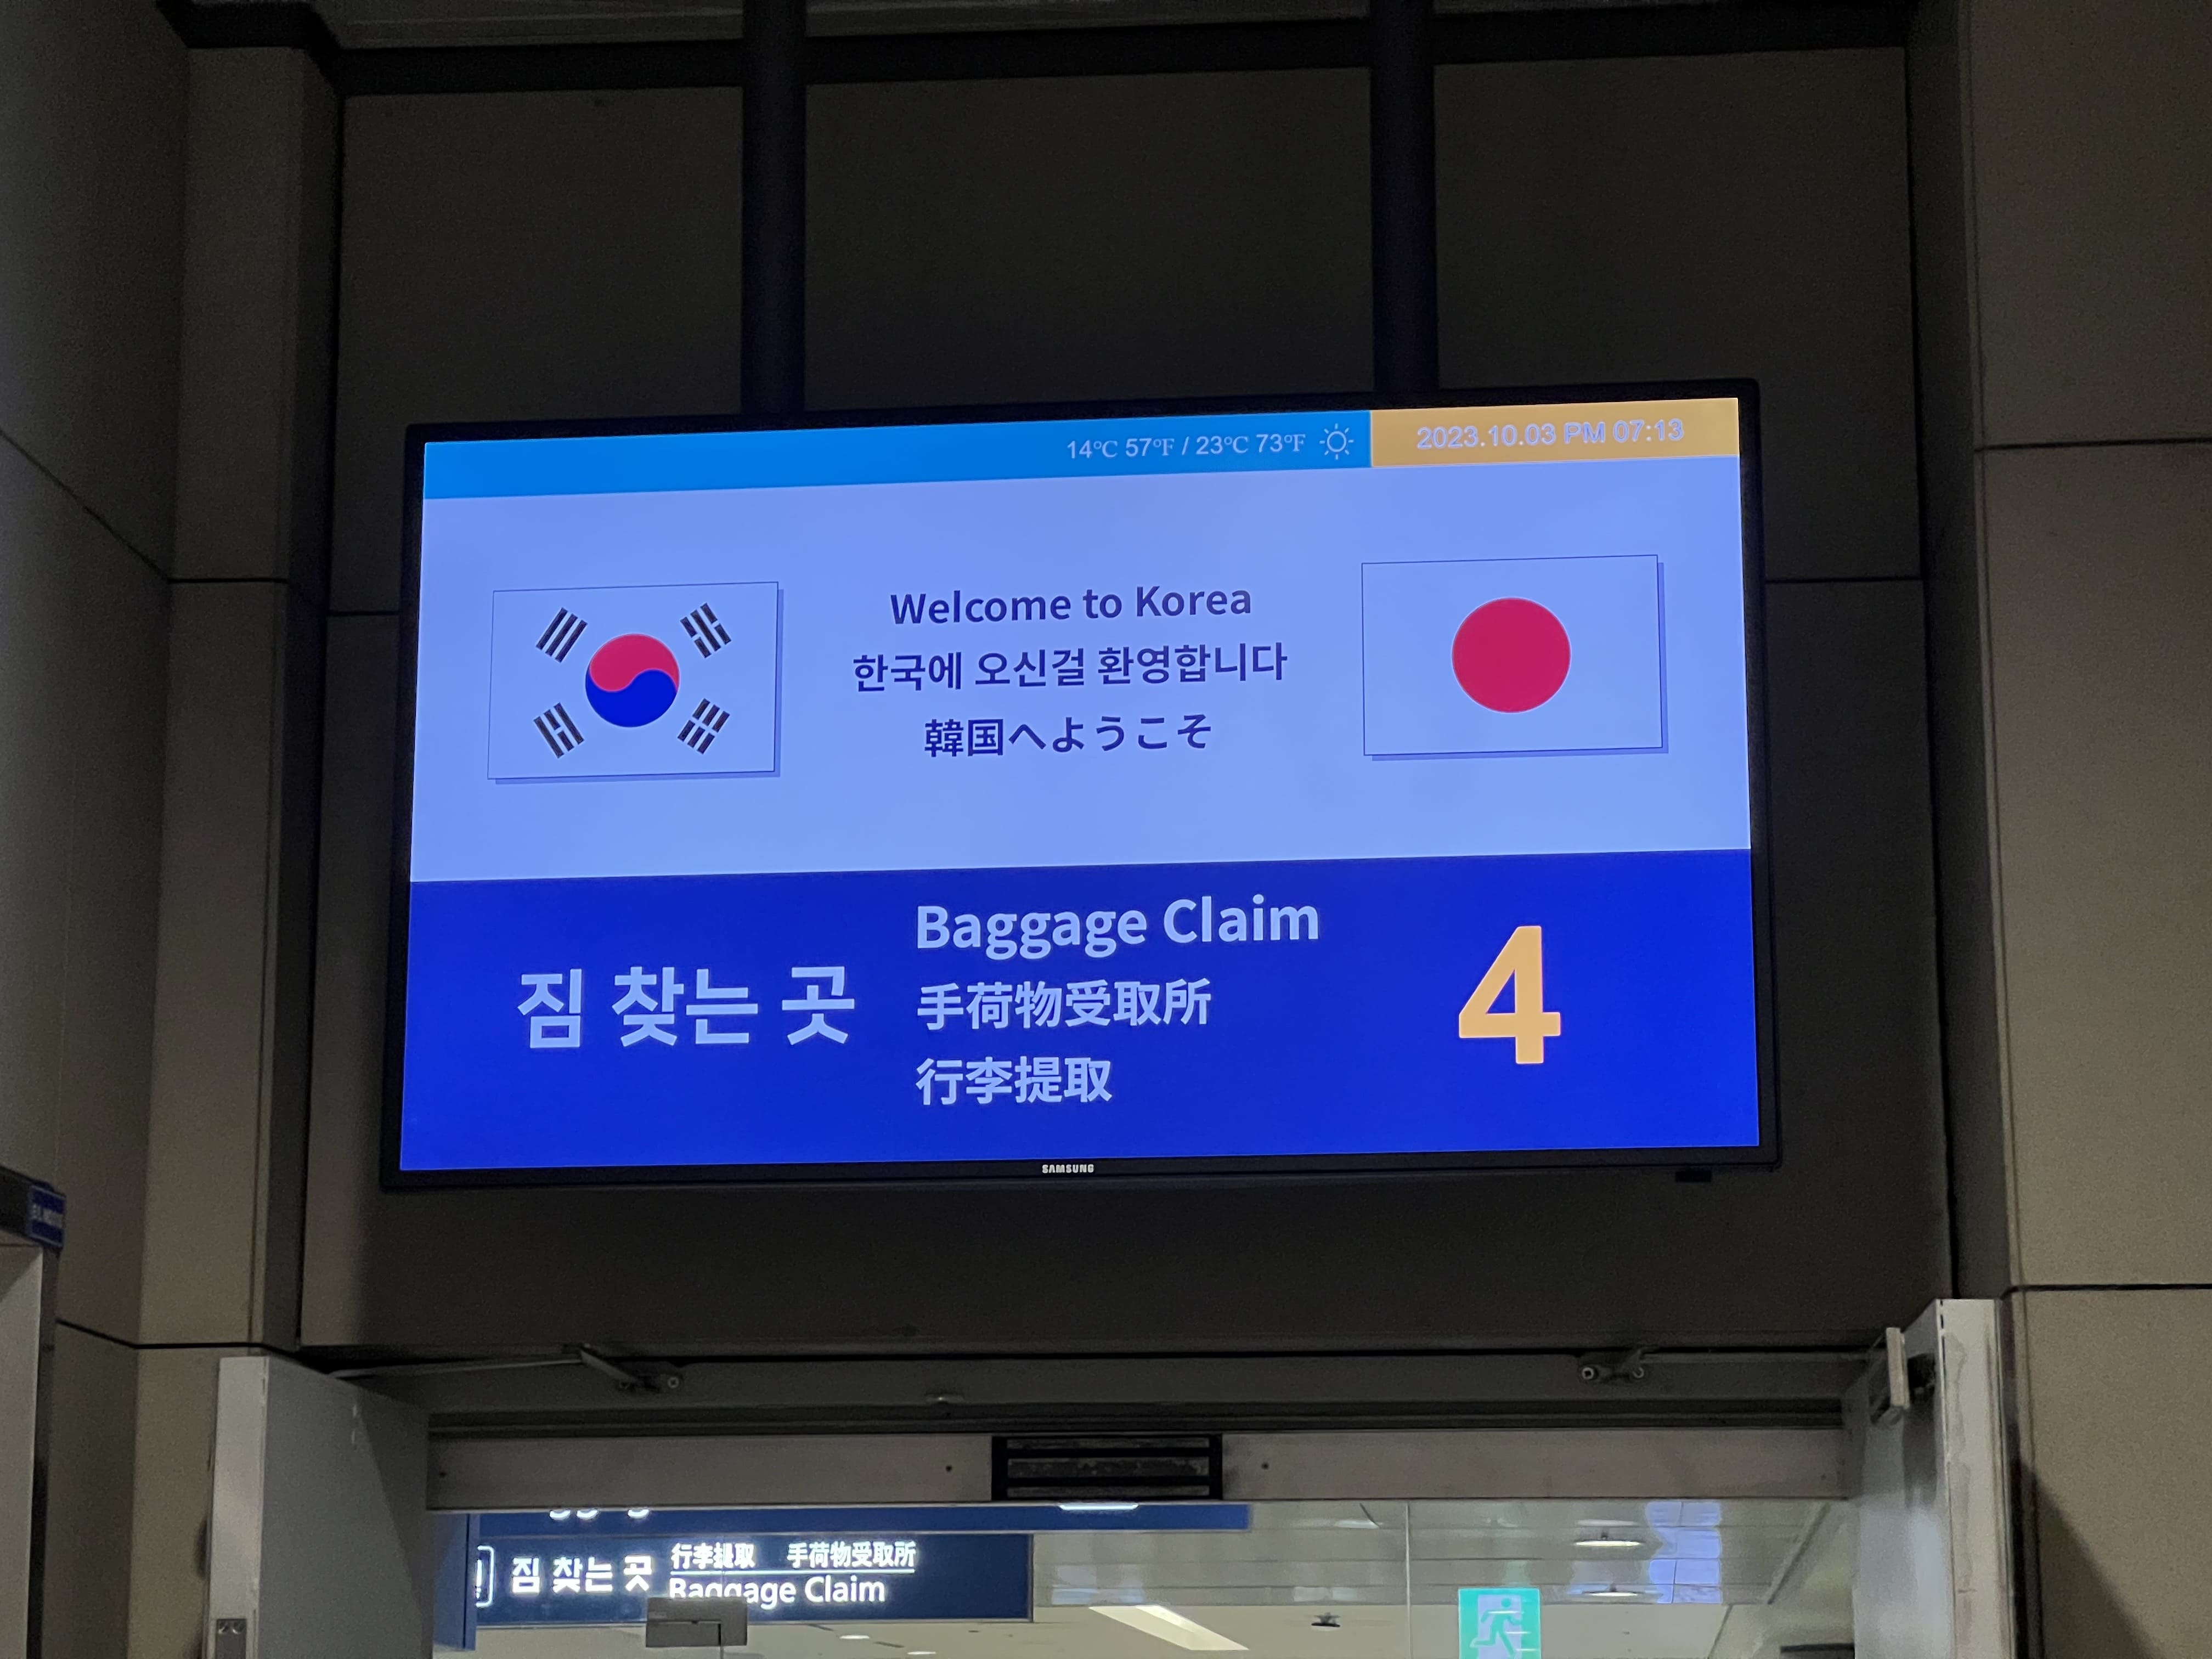 14℃ 57℉ / 23℃ 73℉
2023.10.03 PM 07:13
Welcome to Korea
한국에 오신걸 환영합니다
韓国へようこそ
Baggage Claim
짐 찾는 곳
手荷物受取所
行李提取
4
SAMSUNG
짐 찾는 곳
行李提取 手荷物受取所
Baggage Claim